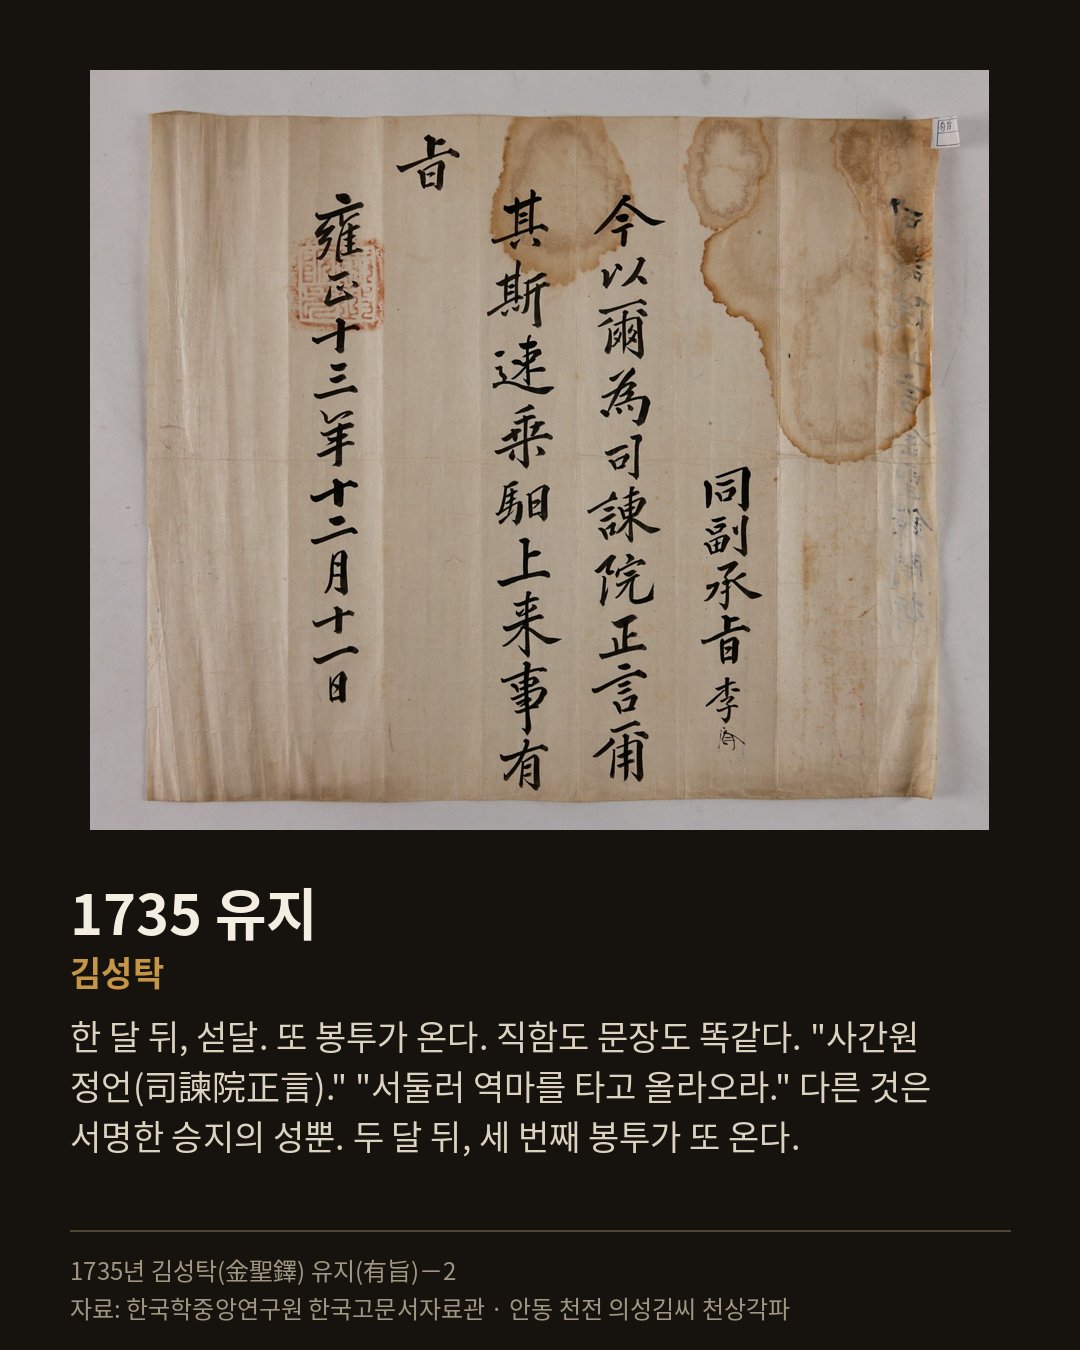 同副承旨李
今以爾為司諫院正言爾
其斯速乘馹上来事有
旨
雍正十三年十二月十一日
1735 유지
김성탁
한 달 뒤, 섣달. 또 봉투가 온다. 직함도 문장도 똑같다. "사간원
정언(司諫院正言)." "서둘러 역마를 타고 올라오라." 다른 것은
서명한 승지의 성뿐. 두 달 뒤, 세 번째 봉투가 또 온다.
1735년 김성탁(金聖鐸) 유지(有旨)－2
자료: 한국학중앙연구원 한국고문서자료관 · 안동 천전 의성김씨 천상각파